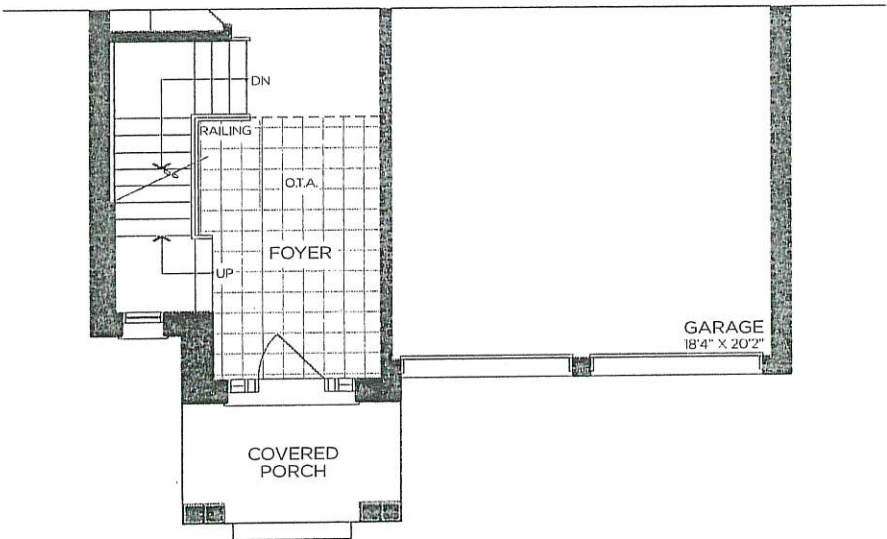 DN
RAILING
O.T.A.
FOYER
UP
GARAGE
18'4" X 20'2"
COVERED
PORCH